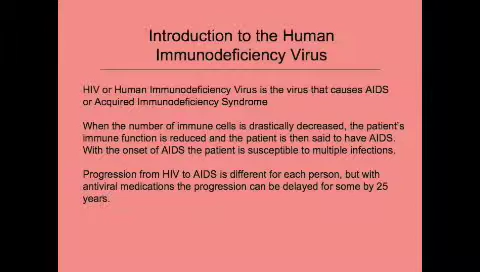 Introduction to the Human
Immunodeficiency Virus
HIV or Human Immunodeficiency Virus is the virus that causes AIDS
or Acquired Immunodeficiency Syndrome
When the number of immune cells is drastically decreased, the patient's
immune function is reduced and the patient is then said to have AIDS.
With the onset of AIDS the patient is susceptible to multiple infections.
Progression from HIV to AIDS is different for each person, but with
antiviral medications the progression can be delayed for some by 25
years.